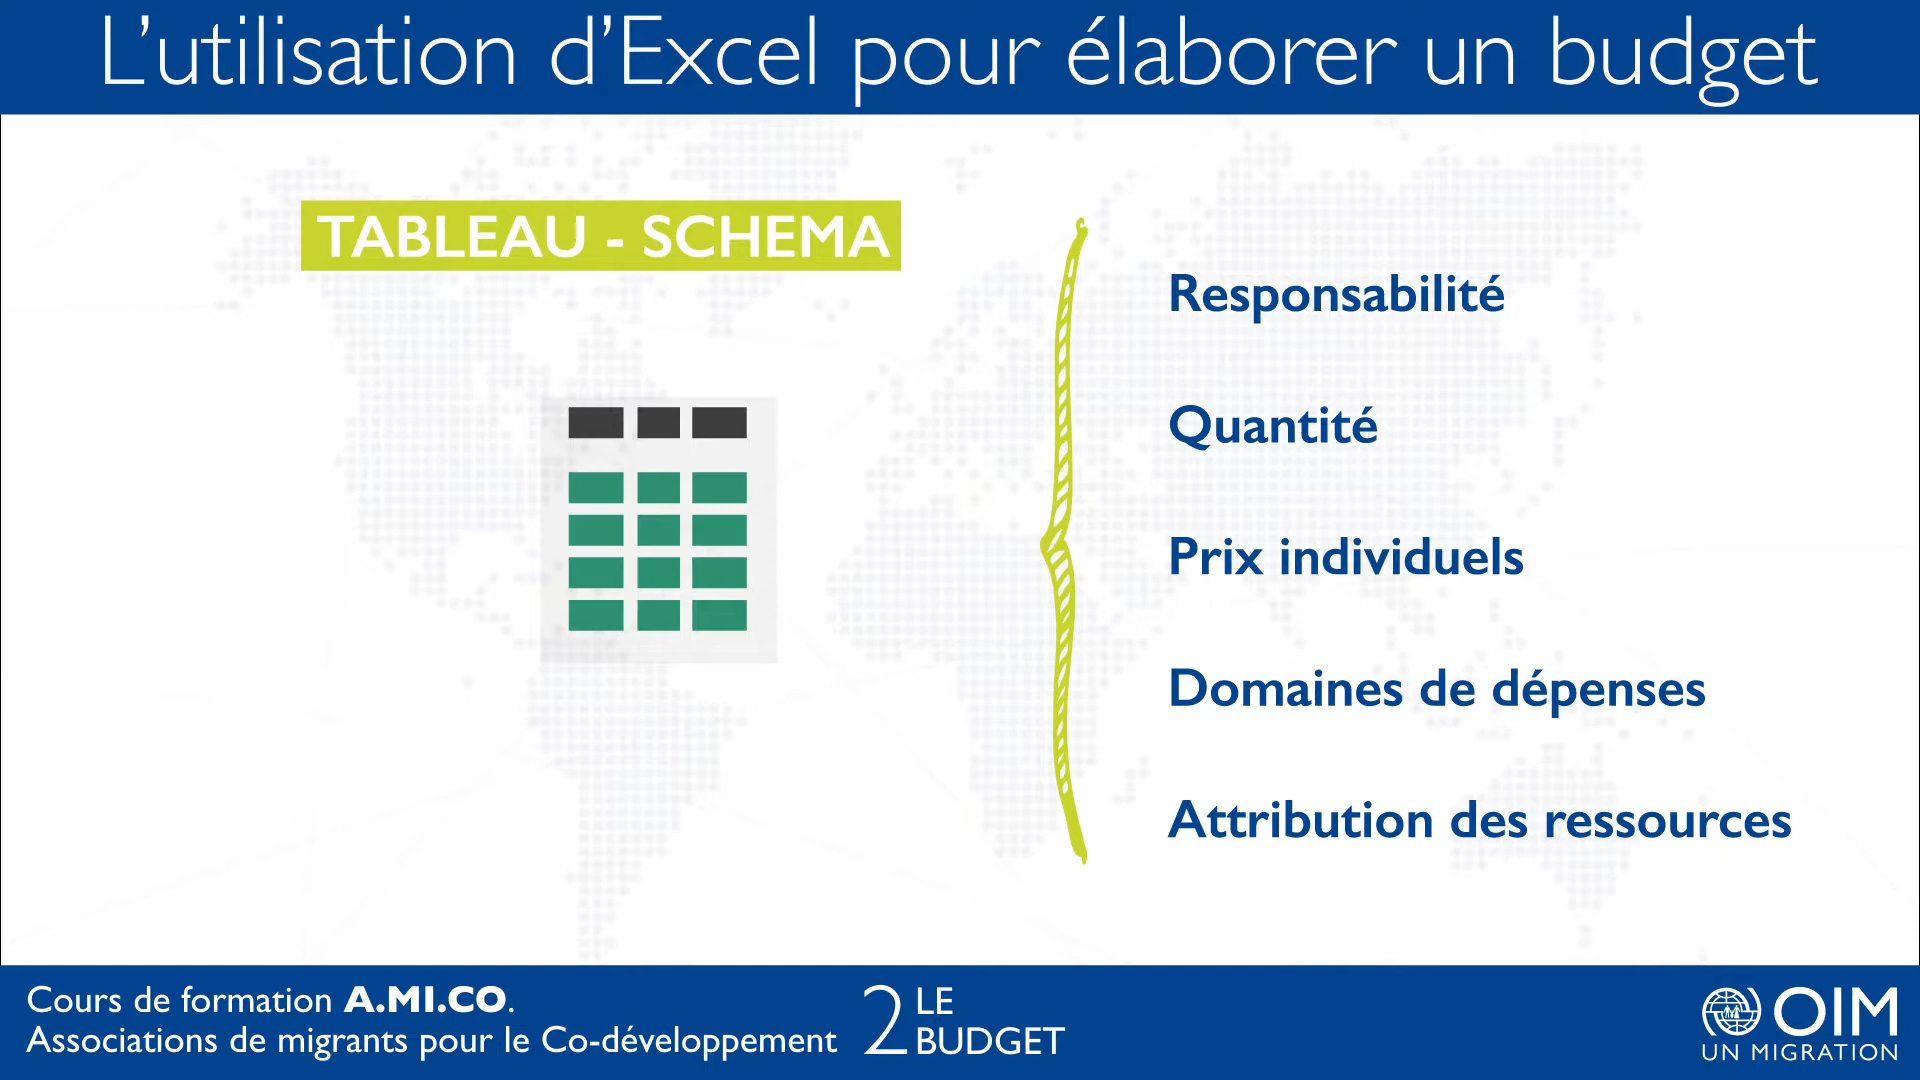 L’utilisation d’Excel pour élaborer un budget
TABLEAU - SCHEMA
Responsabilité
Quantité
Prix individuels
Domaines de dépenses
Attribution des ressources
Cours de formation A.MI.CO.
Associations de migrants pour le Co-développement
2 LE
BUDGET
OIM
UN MIGRATION